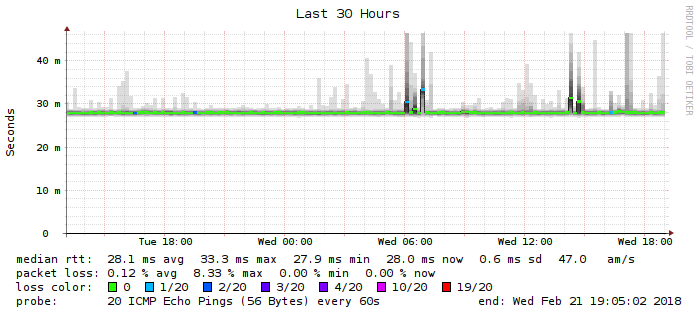 Last 30 Hours
RRDTOOL / TOBI OETIKER
Seconds
40 m
30 m
20 m
10 m
0
Tue 18:00 Wed 00:00 Wed 06:00 Wed 12:00 Wed 18:00
median rtt: 28.1 ms avg 33.3 ms max 27.9 ms min 28.0 ms now 0.6 ms sd 47.0 am/s
packet loss: 0.12 % avg 8.33 % max 0.00 % min 0.00 % now
loss color: 0 1/20 2/20 3/20 4/20 10/20 19/20
probe: 20 ICMP Echo Pings (56 Bytes) every 60s end: Wed Feb 21 19:05:02 2018